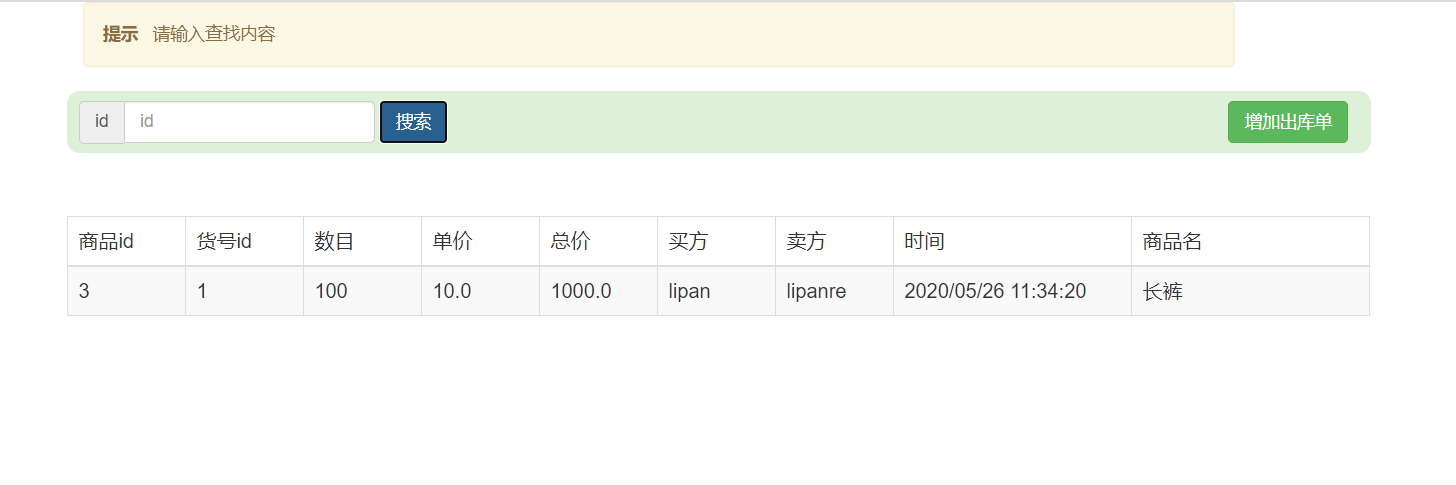 提示 请输入查找内容
id id 搜索 增加出库单
商品id 货号id 数目 单价 总价 买方 卖方 时间 商品名
3 1 100 10.0 1000.0 lipan lipanre 2020/05/26 11:34:20 长裤